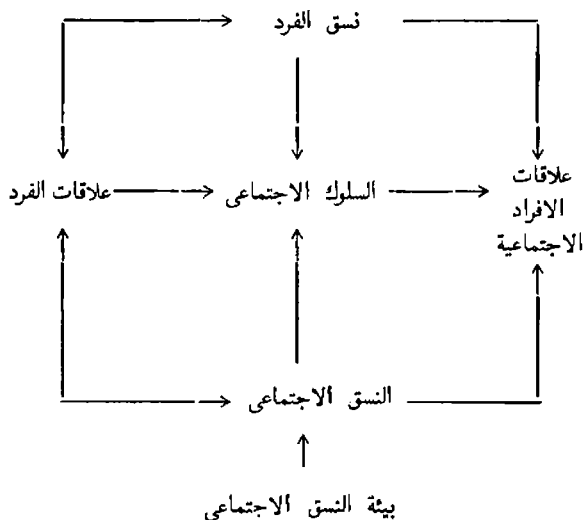 نسق الفرد
علاقات
الافراد
الاجتماعية
السلوك الاجتماعى
علاقات الفرد
النسق الاجتماعى
بيئة النسق الاجتماعى